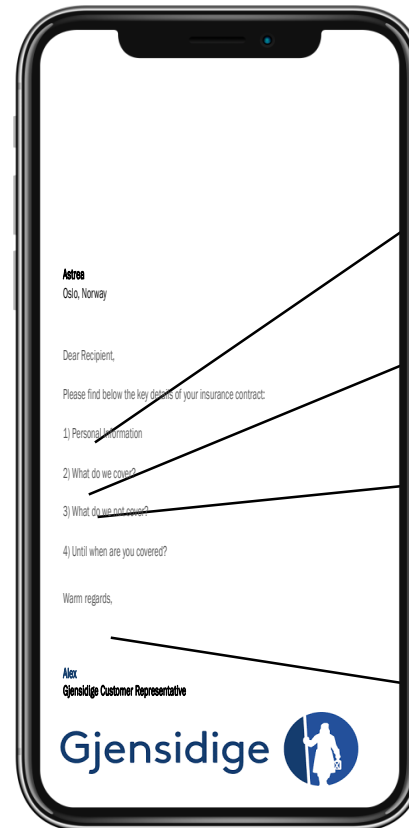 Astrea
Oslo, Norway
Dear Recipient,
Please find below the key details of your insurance contract:
1) Personal Information
2) What do we cover?
3) What do we not cover?
4) Until when are you covered?
Warm regards,
Alex
Gjensidige Customer Representative
Gjensidige